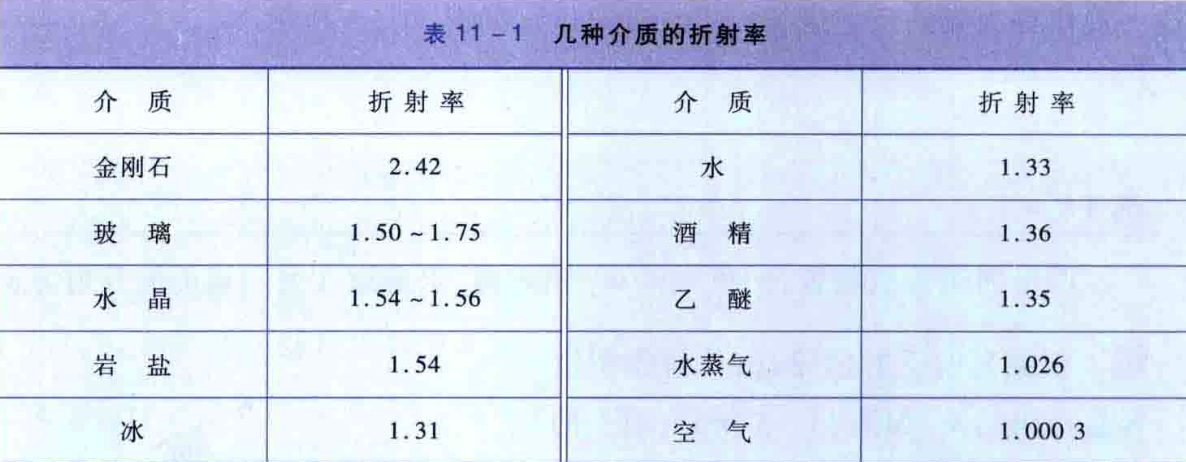 表 11-1 几种介质的折射率
介 质 折 射 率 介 质 折 射 率
金刚石 2.42 水 1.33
玻 璃 1.50~1.75 酒 精 1.36
水 晶 1.54~1.56 乙 醚 1.35
岩 盐 1.54 水蒸气 1.026
冰 1.31 空 气 1.000 3